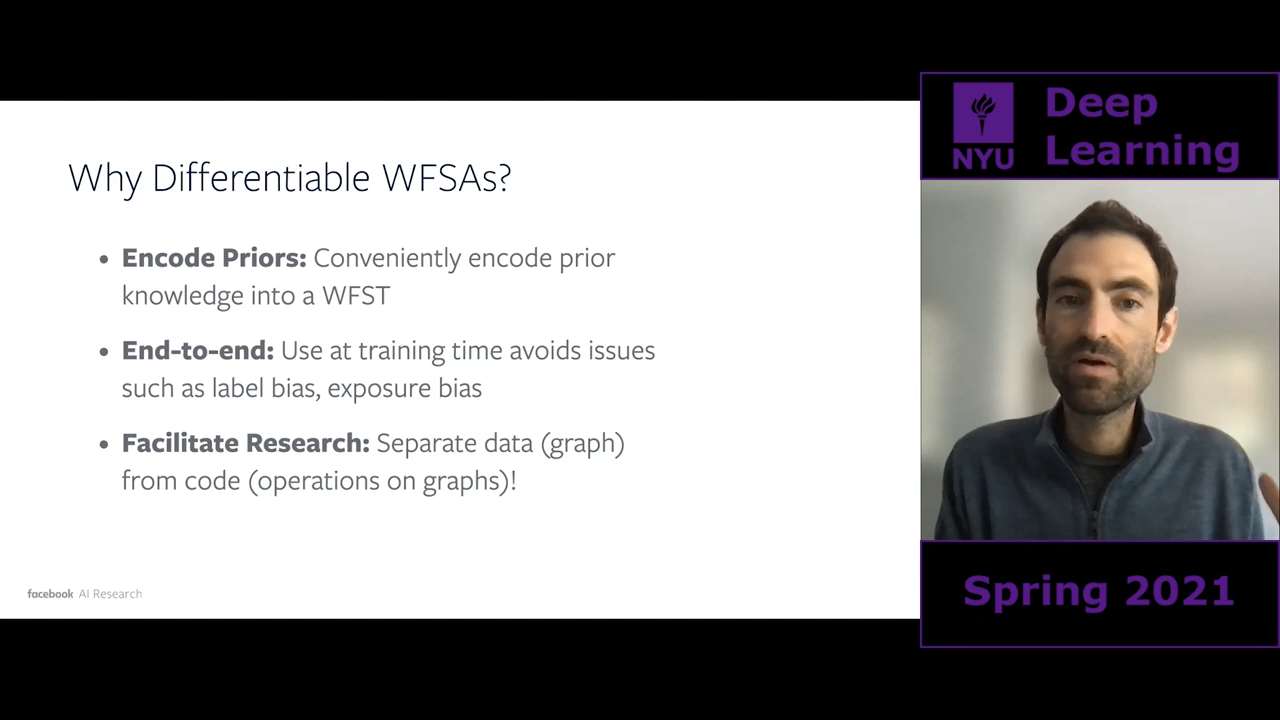 Why Differentiable WFSAs?
• Encode Priors: Conveniently encode prior
knowledge into a WFST
• End-to-end: Use at training time avoids issues
such as label bias, exposure bias
• Facilitate Research: Separate data (graph)
from code (operations on graphs)!
facebook AI Research
NYU
Deep
Learning
Spring 2021